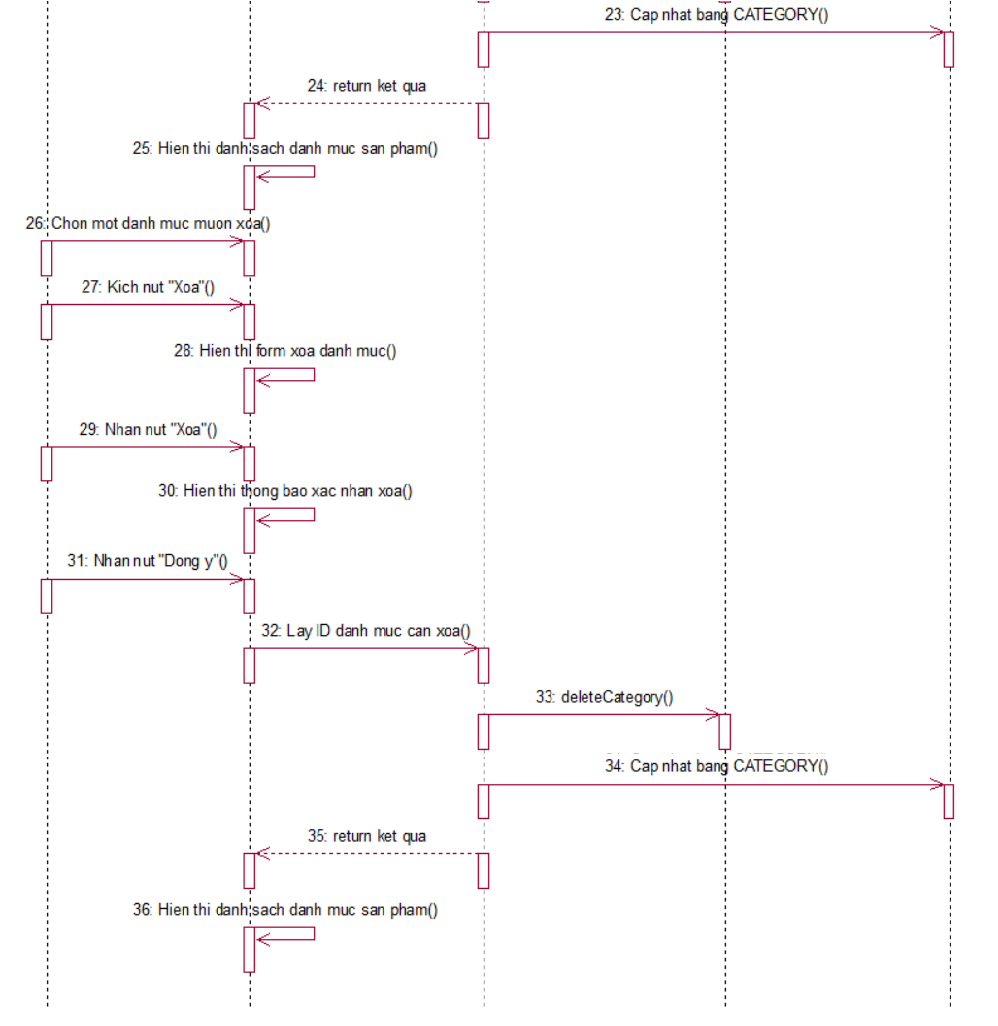 23: Cap nhat bang CATEGORY()
24: return ket qua
25: Hien thi danh sach danh muc san pham()
26: Chon mot danh muc muon xoa()
27: Kich nut "Xoa"()
28: Hien thi form xoa danh muc()
29: Nhan nut "Xoa"()
30: Hien thi thong bao xac nhan xoa()
31: Nhan nut "Dong y"()
32: Lay ID danh muc can xoa()
33: deleteCategory()
34: Cap nhat bang CATEGORY()
35: return ket qua
36: Hien thi danh sach danh muc san pham()